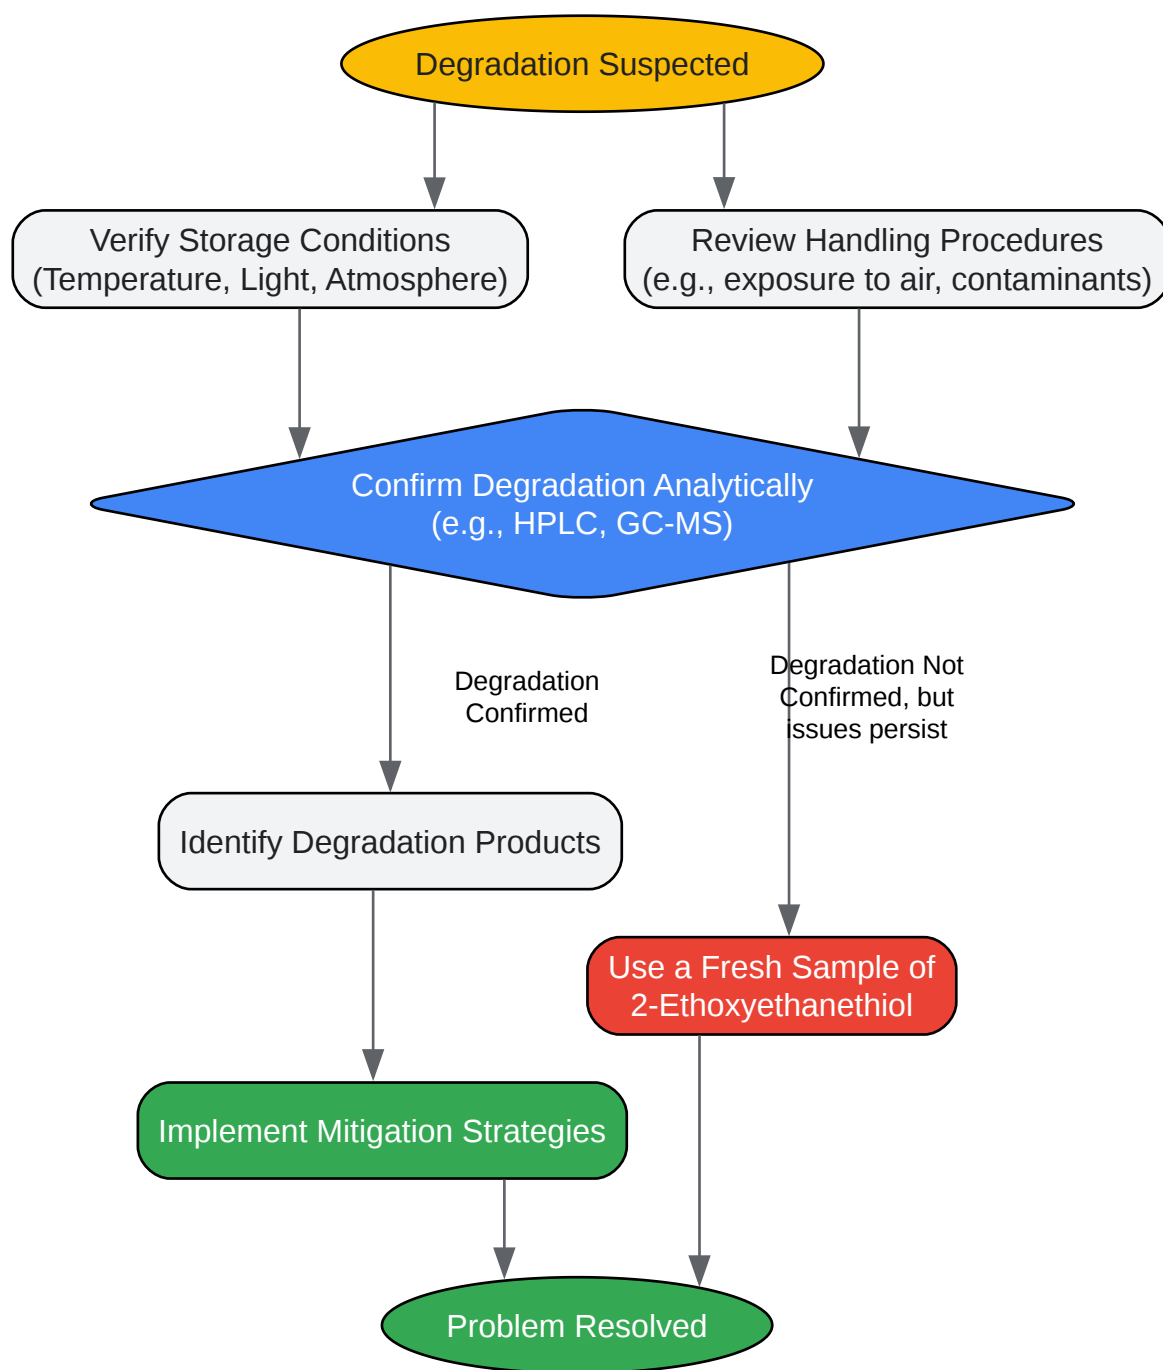 Degradation Suspected
Verify Storage Conditions
(Temperature, Light, Atmosphere)
Review Handling Procedures
(e.g., exposure to air, contaminants)
Confirm Degradation Analytically
(e.g., HPLC, GC-MS)
Degradation
Confirmed
Degradation Not
Confirmed, but
issues persist
Identify Degradation Products
Use a Fresh Sample of
2-Ethoxyethanethiol
Implement Mitigation Strategies
Problem Resolved